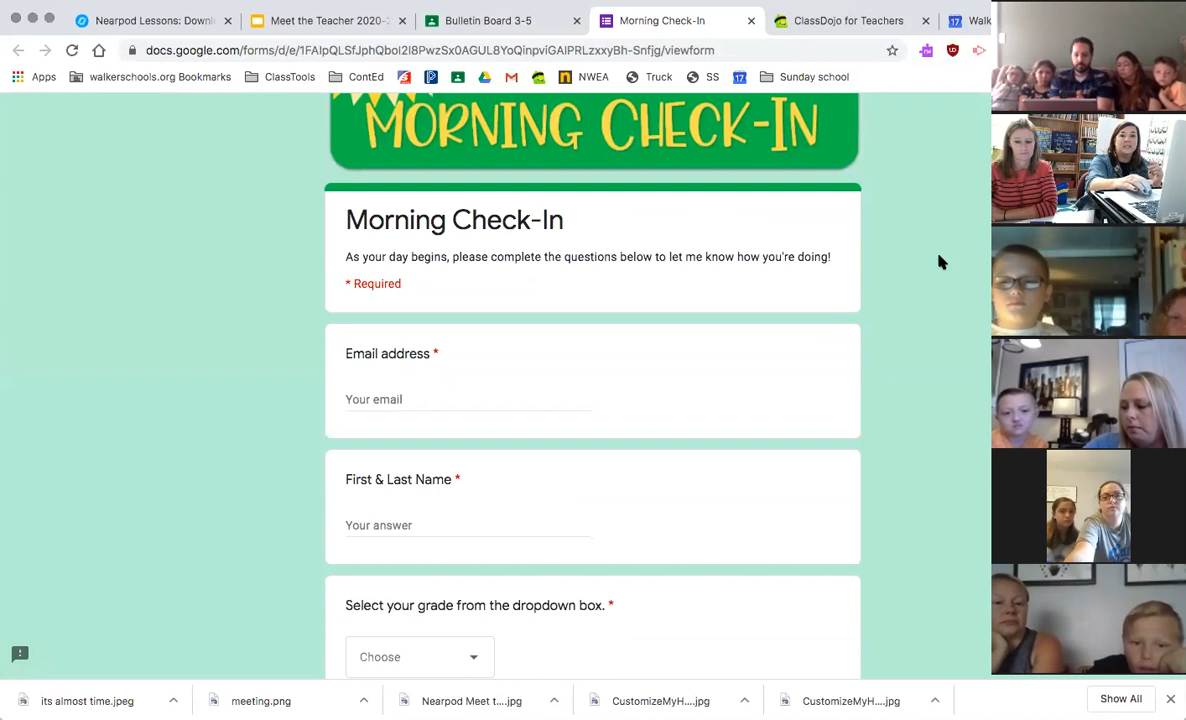 Nearpod Lessons: Downl
Meet the Teacher 2020-2
Bulletin Board 3-5
Morning Check-In
ClassDojo for Teachers
Walk
docs.google.com/forms/d/e/1FAIpQLSfJphQbol2I8PwzSx0AGUL8YoQinpviGAIPRLzxxyBh-Snfjg/viewform
Apps
walkerschools.org Bookmarks
ClassTools
ContEd
NWEA
Truck
SS
17
Sunday school
MORNING CHECK-IN
Morning Check-In
As your day begins, please complete the questions below to let me know how you're doing!
* Required
Email address *
Your email
First & Last Name *
Your answer
Select your grade from the dropdown box. *
Choose
its almost time.jpeg
meeting.png
Nearpod Meet t....jpg
CustomizeMyH....jpg
CustomizeMyH....jpg
Show All